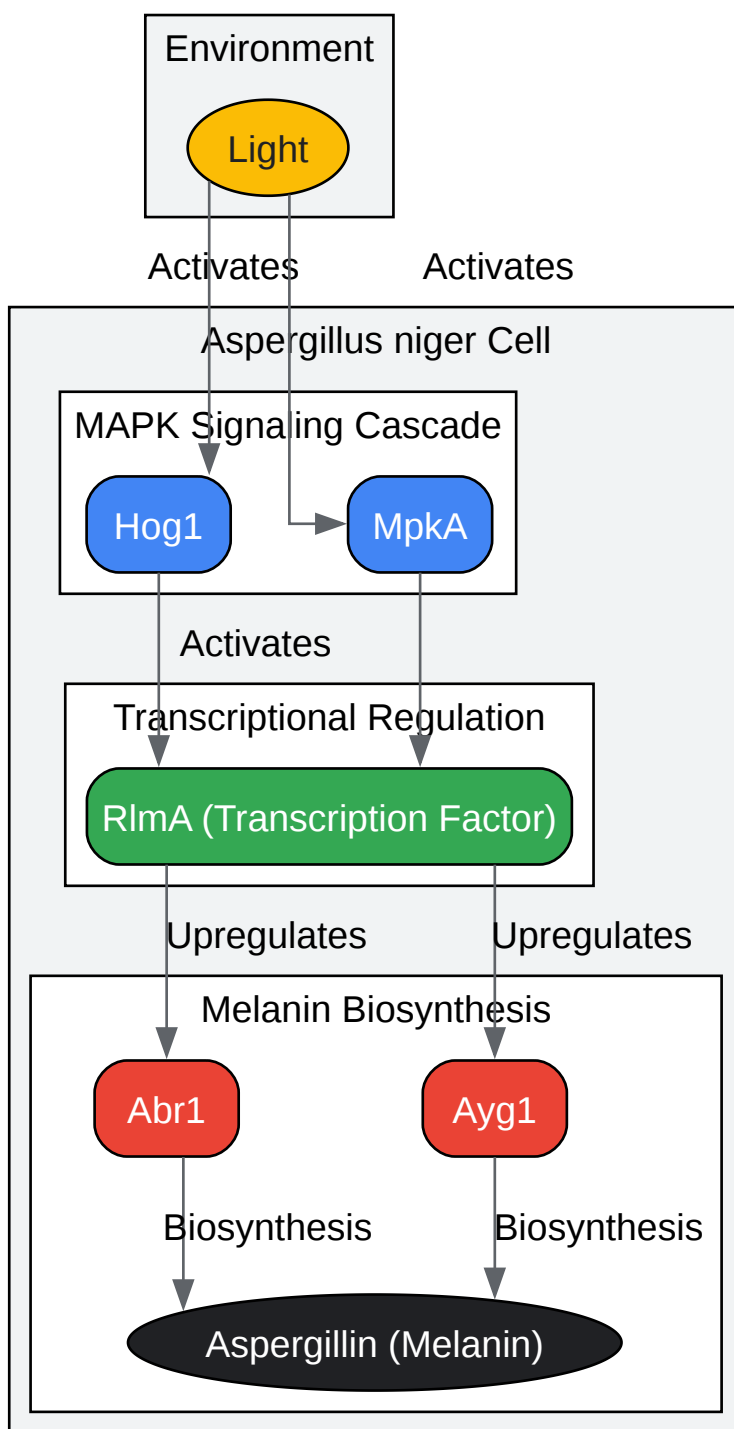 Environment
Light
Activates
Activates
Aspergillus niger Cell
MAPK Signaling Cascade
Hog1
MpkA
Activates
Transcriptional Regulation
RlmA (Transcription Factor)
Upregulates
Upregulates
Melanin Biosynthesis
Abr1
Ayg1
Biosynthesis
Biosynthesis
Aspergillin (Melanin)